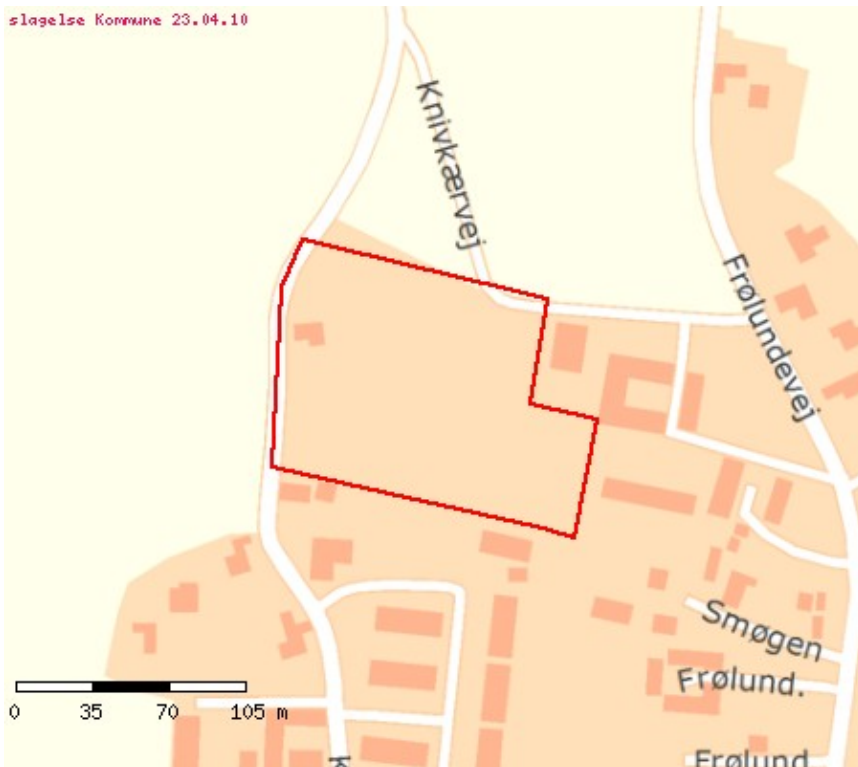 slagelse Kommune 23.04.10
Knivkærvej
Frølundevej
Smøgen
Frølund.
Frølund
0 35 70 105 m
K